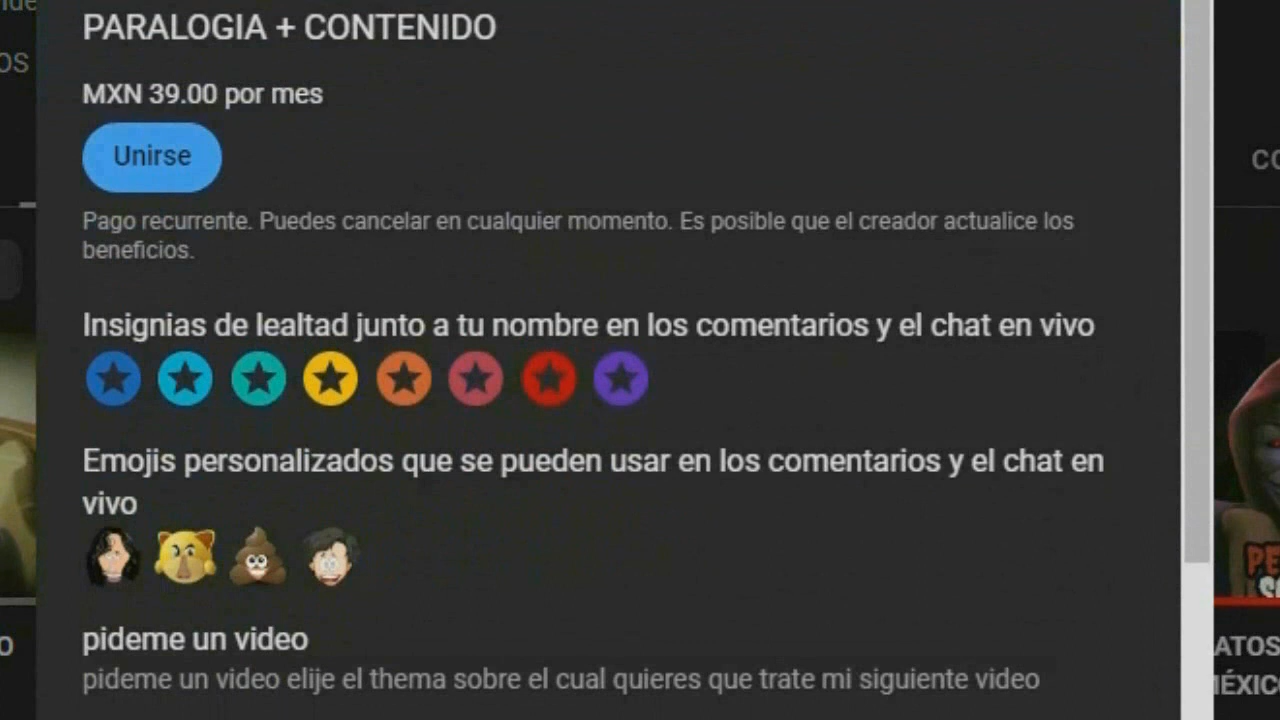 PARALOGIA + CONTENIDO
OS
MXN 39.00 por mes
Unirse
Pago recurrente. Puedes cancelar en cualquier momento. Es posible que el creador actualice los
beneficios.
Insignias de lealtad junto a tu nombre en los comentarios y el chat en vivo
Emojis personalizados que se pueden usar en los comentarios y el chat en
vivo
pideme un video
pideme un video elije el thema sobre el cual quieres que trate mi siguiente video
ATOS
MÉXICO